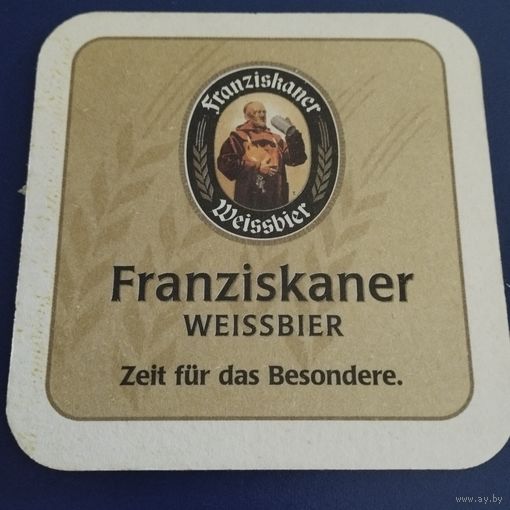 Franziskaner
Weissbier
Franziskaner
WEISSBIER
Zeit für das Besondere.
www.ay.by